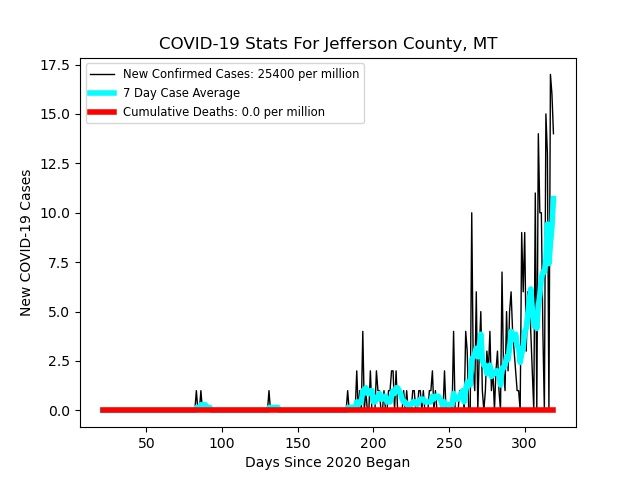 COVID-19 Stats For Jefferson County, MT
New Confirmed Cases: 25400 per million
7 Day Case Average
Cumulative Deaths: 0.0 per million
New COVID-19 Cases
17.5
15.0
12.5
10.0
7.5
5.0
2.5
0.0
50 100 150 200 250 300
Days Since 2020 Began